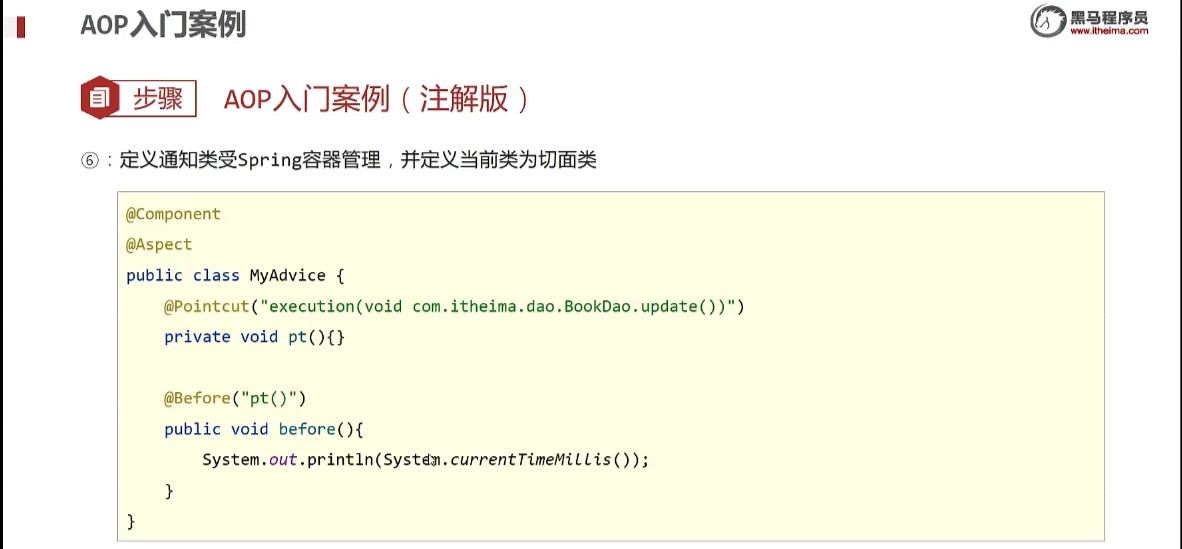 AOP入门案例
黑马程序员
www.itheima.com
步骤
AOP入门案例（注解版）
⑥：定义通知类受Spring容器管理，并定义当前类为切面类
@Component
@Aspect
public class MyAdvice {
    @Pointcut("execution(void com.itheima.dao.BookDao.update())")
    private void pt(){}
    @Before("pt()")
    public void before(){
        System.out.println(System.currentTimeMillis());
    }
}